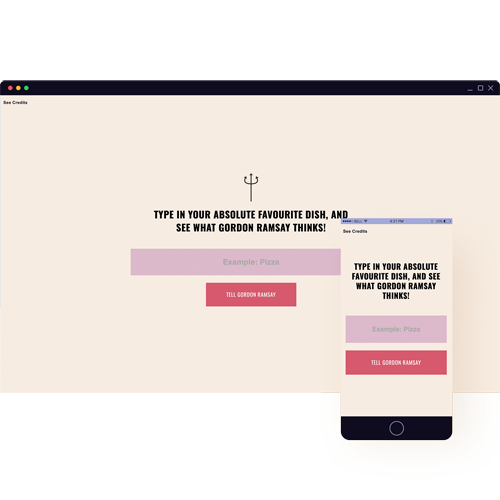 See Credits
TYPE IN YOUR ABSOLUTE FAVOURITE DISH, AND
SEE WHAT GORDON RAMSAY THINKS!
Example: Pizza
TELL GORDON RAMSAY
BELL 4:21 PM 22%
See Credits
TYPE IN YOUR ABSOLUTE
FAVOURITE DISH, AND SEE
WHAT GORDON RAMSAY
THINKS!
Example: Pizza
TELL GORDON RAMSAY